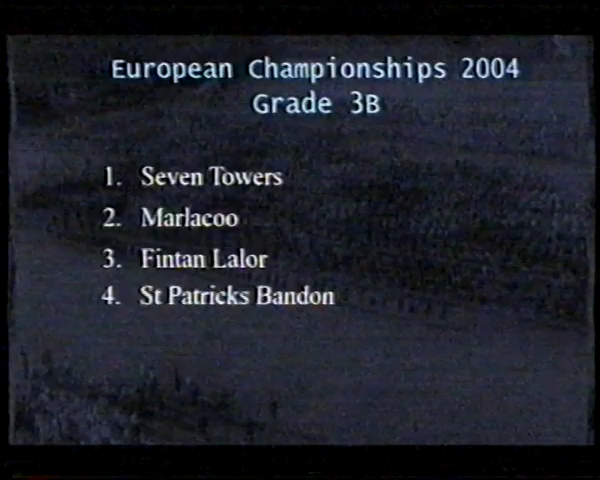 European Championships 2004
Grade 3B
1. Seven Towers
2. Marlacoo
3. Fintan Lalor
4. St Patricks Bandon